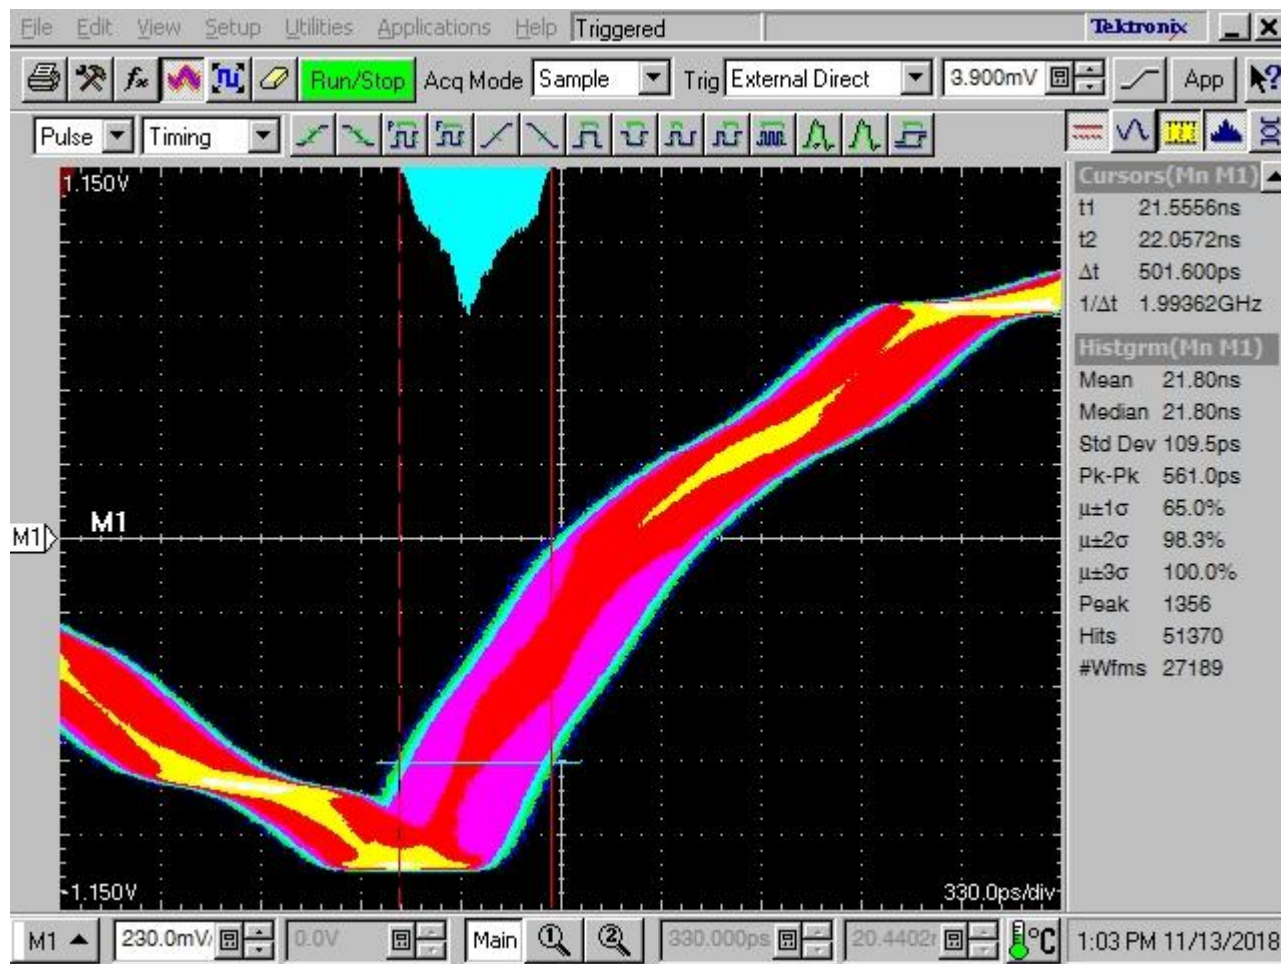 File Edit View Setup Utilities Applications Help Triggered Tektronix
fx Run/Stop Acq Mode Sample Trig External Direct 3.900mV App
Pulse Timing
1.150V
M1
M1
-1.150V
330.0ps/div
Cursors(Mn M1)
t1 21.5556ns
t2 22.0572ns
Δt 501.600ps
1/Δt 1.99362GHz
Histgrm(Mn M1)
Mean 21.80ns
Median 21.80ns
Std Dev 109.5ps
Pk-Pk 561.0ps
μ±1σ 65.0%
μ±2σ 98.3%
μ±3σ 100.0%
Peak 1356
Hits 51370
#Wfms 27189
M1 230.0mV/ 0.0V Main 1 2 330.000ps 20.4402r °C 1:03 PM 11/13/2018